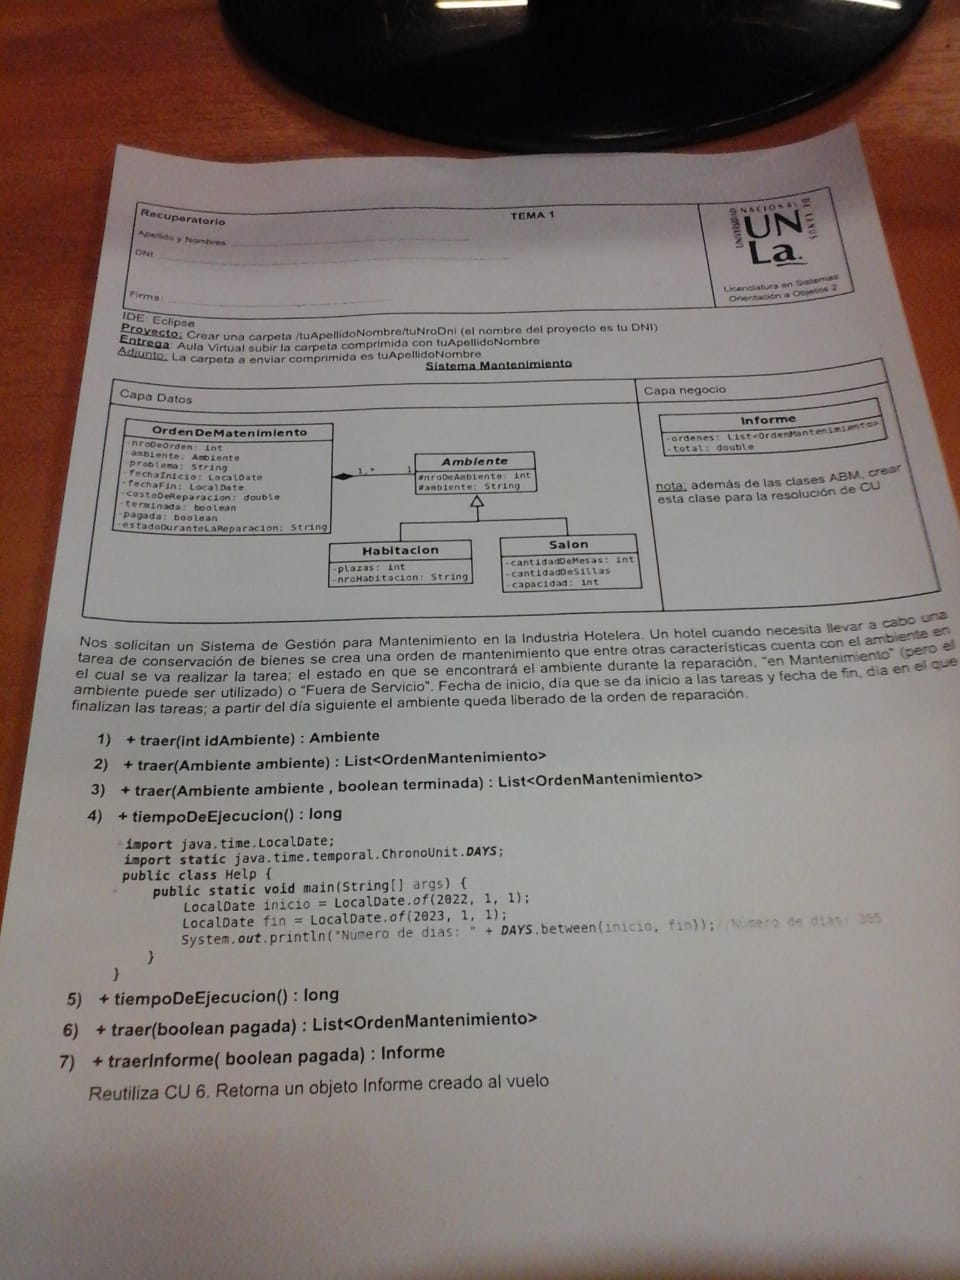 Recuperatorio
TEMA 1
Apellido y Nombres
DNI
Firma:
UNIVERSIDAD NACIONAL DE LANUS
UN
La.
Licenciatura en Sistemas
Orientación a Objetos 2
IDE: Eclipse
Proyecto: Crear una carpeta /tuApellidoNombre/tuNroDni (el nombre del proyecto es tu DNI)
Entrega: Aula Virtual subir la carpeta comprimida con tuApellidoNombre
Adjunto: La carpeta a enviar comprimida es tuApellidoNombre
Sistema Mantenimiento
Capa Datos
Capa negocio
OrdenDeMatenimiento
-nroDeOrden: int
-ambiente: Ambiente
-problema: String
-fechaInicio: LocalDate
-fechaFin: LocalDate
-costoDeReparacion: double
-terminada: boolean
-pagada: boolean
-estadoDuranteLaReparacion: String
1..*
1
Ambiente
#nroDeAmbiente: int
#ambiente: String
Habitacion
-plazas: int
-nroHabitacion: String
Salon
-cantidadDeMesas: int
-cantidadDeSillas
-capacidad: int
Informe
-ordenes: List<OrdenMantenimiento>
-total: double
nota: además de las clases ABM, crear
esta clase para la resolución de CU
Nos solicitan un Sistema de Gestión para Mantenimiento en la Industria Hotelera. Un hotel cuando necesita llevar a cabo una
tarea de conservación de bienes se crea una orden de mantenimiento que entre otras características cuenta con el ambiente en
el cual se va realizar la tarea; el estado en que se encontrará el ambiente durante la reparación, "en Mantenimiento" (pero el
ambiente puede ser utilizado) o "Fuera de Servicio". Fecha de inicio, día que se da inicio a las tareas y fecha de fin, día en el que
finalizan las tareas; a partir del día siguiente el ambiente queda liberado de la orden de reparación.
1) + traer(int idAmbiente) : Ambiente
2) + traer(Ambiente ambiente) : List<OrdenMantenimiento>
3) + traer(Ambiente ambiente , boolean terminada) : List<OrdenMantenimiento>
4) + tiempoDeEjecucion() : long
import java.time.LocalDate;
import static java.time.temporal.ChronoUnit.DAYS;
public class Help {
public static void main(String[] args) {
LocalDate inicio = LocalDate.of(2022, 1, 1);
LocalDate fin = LocalDate.of(2023, 1, 1);
System.out.println("Número de dias: " + DAYS.between(inicio, fin));//Número de dias: 365
}
}
5) + tiempoDeEjecucion() : long
6) + traer(boolean pagada) : List<OrdenMantenimiento>
7) + traerInforme( boolean pagada) : Informe
Reutiliza CU 6. Retorna un objeto Informe creado al vuelo